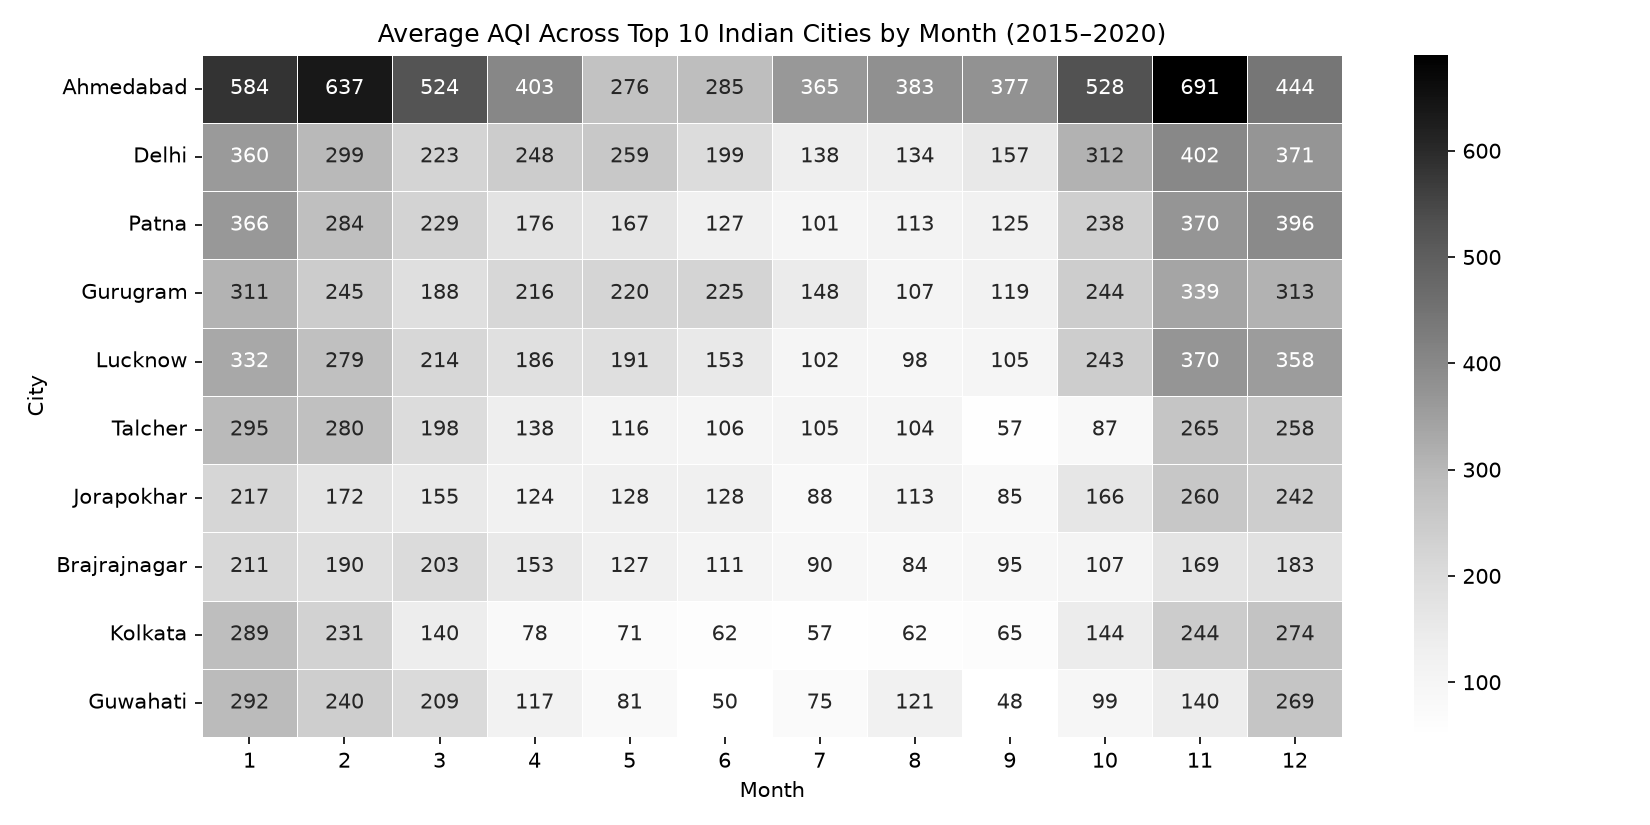 Average AQI Across Top 10 Indian Cities by Month (2015–2020)
Ahmedabad 584 637 524 403 276 285 365 383 377 528 691 444
Delhi 360 299 223 248 259 199 138 134 157 312 402 371
Patna 366 284 229 176 167 127 101 113 125 238 370 396
Gurugram 311 245 188 216 220 225 148 107 119 244 339 313
Lucknow 332 279 214 186 191 153 102 98 105 243 370 358
Talcher 295 280 198 138 116 106 105 104 57 87 265 258
Jorapokhar 217 172 155 124 128 128 88 113 85 166 260 242
Brajrajnagar 211 190 203 153 127 111 90 84 95 107 169 183
Kolkata 289 231 140 78 71 62 57 62 65 144 244 274
Guwahati 292 240 209 117 81 50 75 121 48 99 140 269
1 2 3 4 5 6 7 8 9 10 11 12
Month
City
600
500
400
300
200
100